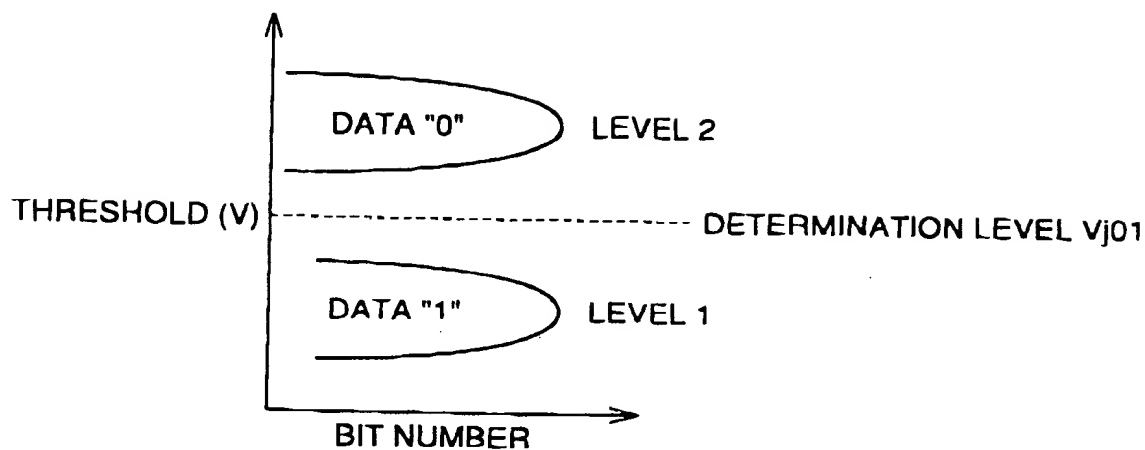 DATA "0"
LEVEL 2
THRESHOLD (V)
DETERMINATION LEVEL Vj01
DATA "1"
LEVEL 1
BIT NUMBER